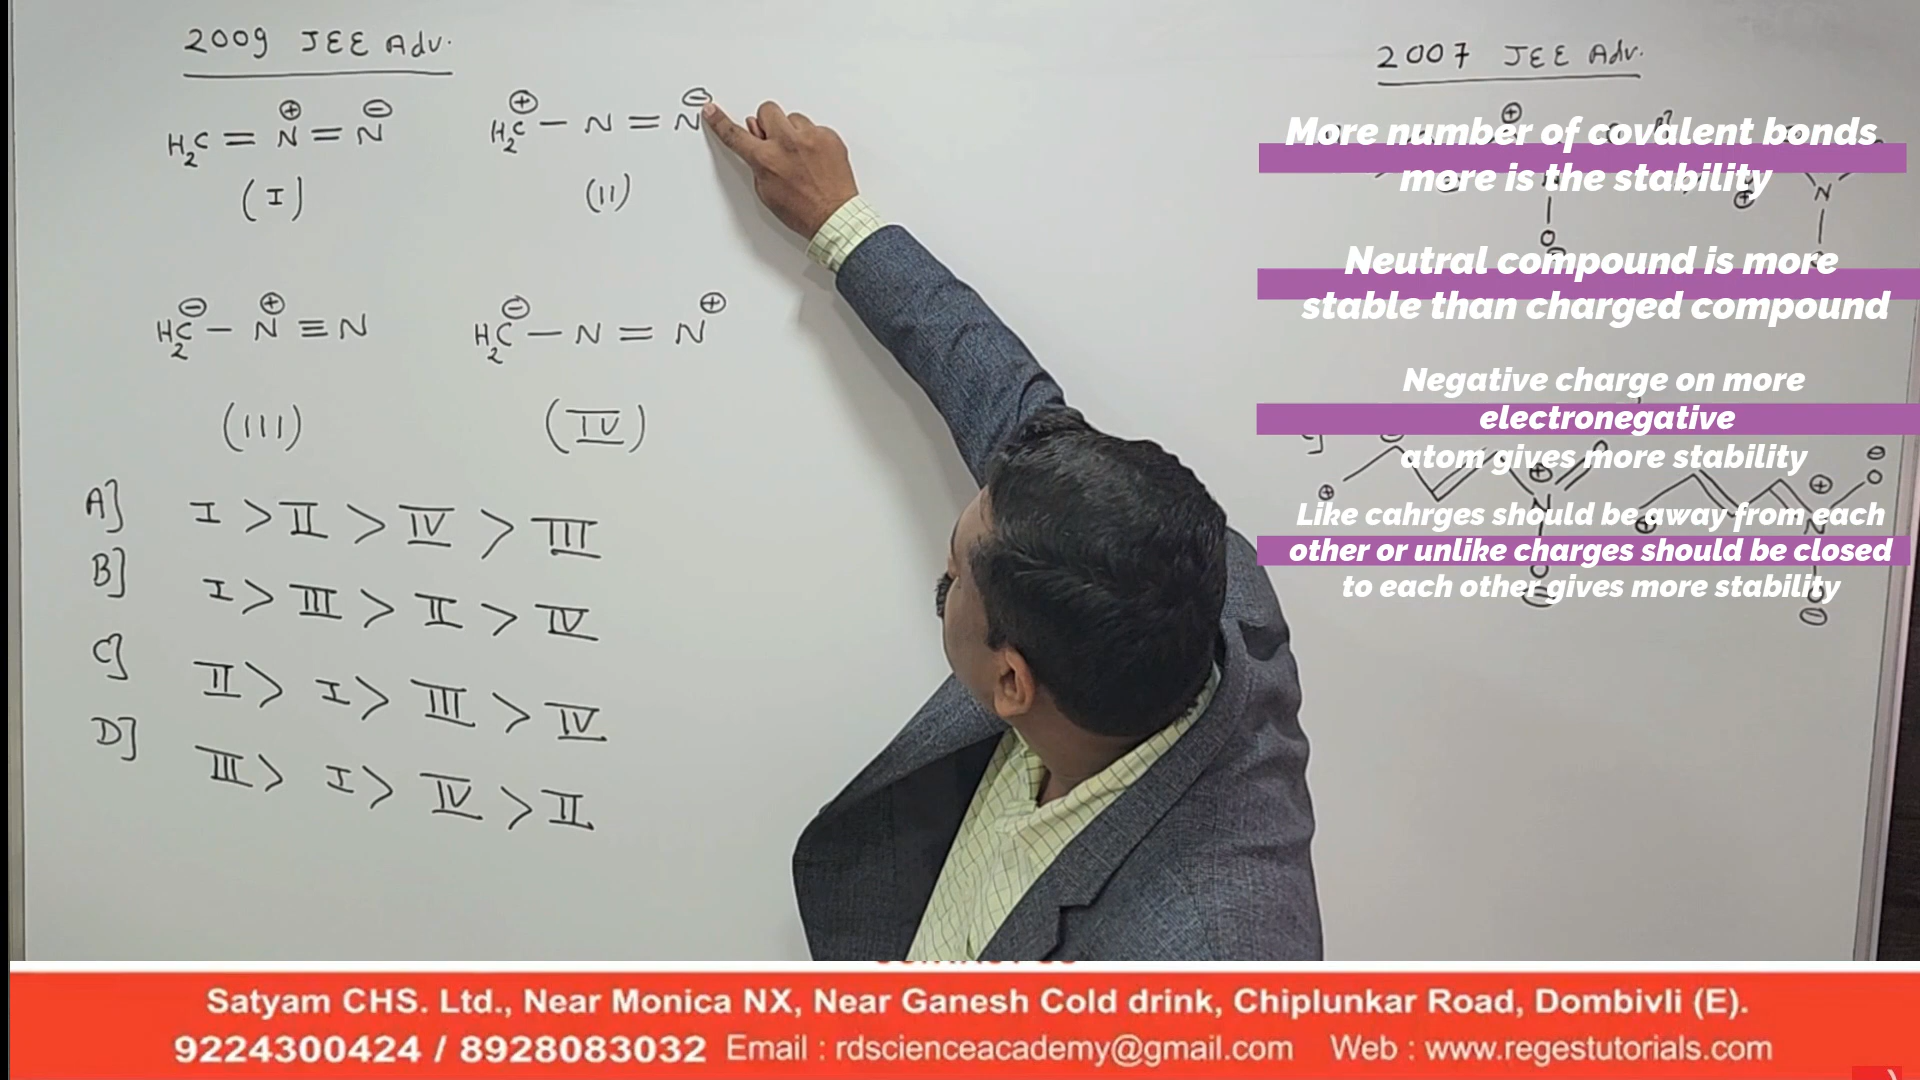 2009 JEE Adv.
H₂C = N⊕ = N⊖
H₂C⊕ – N = N⊖
(I)
(II)
H₂C⊖ – N⊕ ≡ N
H₂C⊖ – N = N⊕
(III)
(IV)
A] I > II > IV > III
B] I > III > II > IV
C] II > I > III > IV
D] III > I > IV > II
2007 JEE Adv.
More number of covalent bonds
more is the stability
Neutral compound is more
stable than charged compound
Negative charge on more
electronegative
atom gives more stability
Like cahrges should be away from each
other or unlike charges should be closed
to each other gives more stability
Satyam CHS. Ltd., Near Monica NX, Near Ganesh Cold drink, Chiplunkar Road, Dombivli (E).
9224300424 / 8928083032 Email : rdscienceacademy@gmail.com Web : www.regestutorials.com